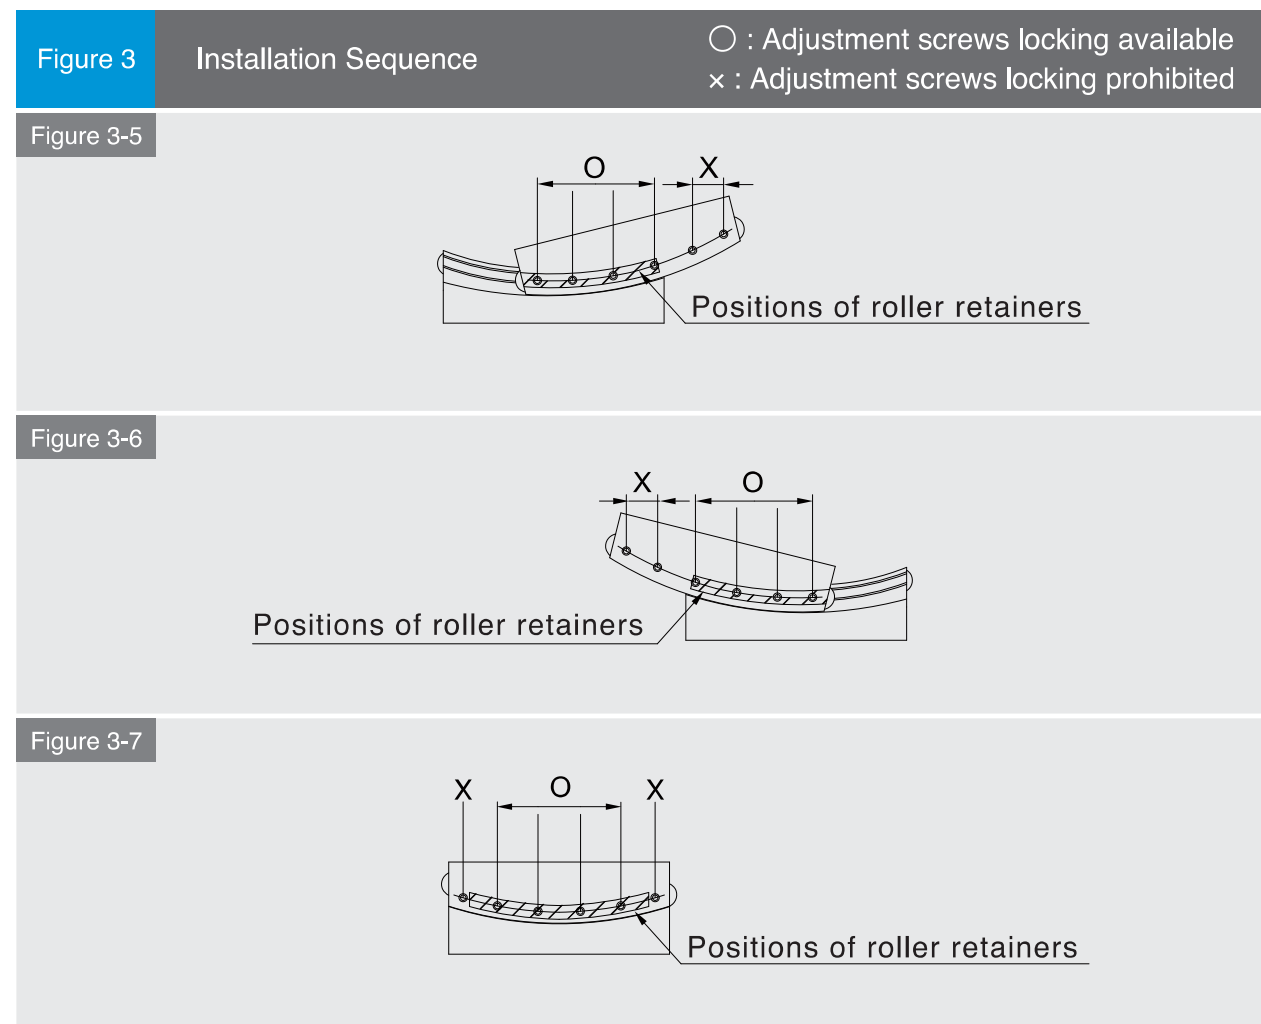 Figure 3
Installation Sequence
○ : Adjustment screws locking available
× : Adjustment screws locking prohibited
Figure 3-5
O X
Positions of roller retainers
Figure 3-6
X O
Positions of roller retainers
Figure 3-7
X O X
Positions of roller retainers